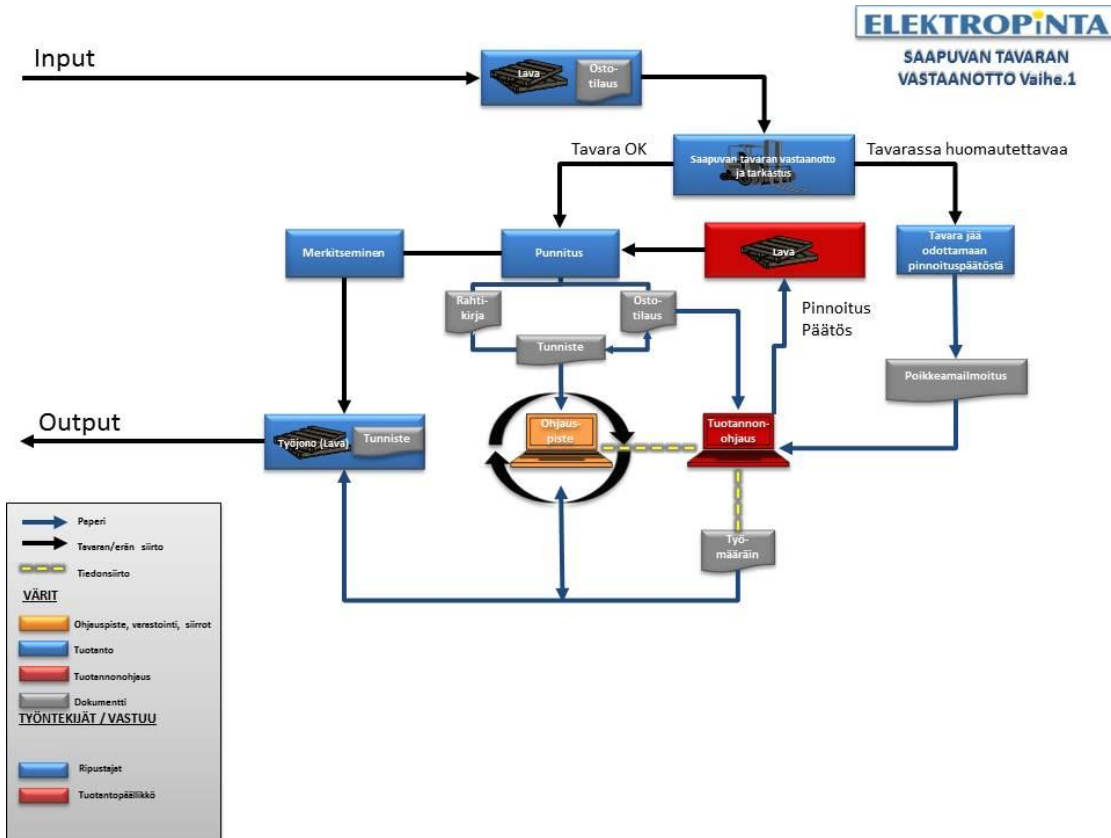 ELEKTROPiNTA
SAAPUVAN TAVARAN
VASTAANOTTO Vaihe.1
Input
Lava
Osto-
tilaus
Tavara OK
Saapuvan tavaran vastaanotto
ja tarkastus
Tavarassa huomautettavaa
Merkitseminen
Punnitus
Lava
Tavara jää
odottamaan
pinnoituspäätöstä
Rahti-
kirja
Osto-
tilaus
Pinnoitus
Päätös
Tunniste
Poikkeamailmoitus
Output
Työjono (Lava)
Tunniste
Ohjaus-
piste
Tuotannon-
ohjaus
Työ-
määräin
Paperi
Tavaran/erän siirto
Tiedonsiirto
VÄRIT
Ohjauspiste, varastointi, siirrot
Tuotanto
Tuotannonohjaus
Dokumentti
TYÖNTEKIJÄT / VASTUU
Ripustajat
Tuotantopäällikkö